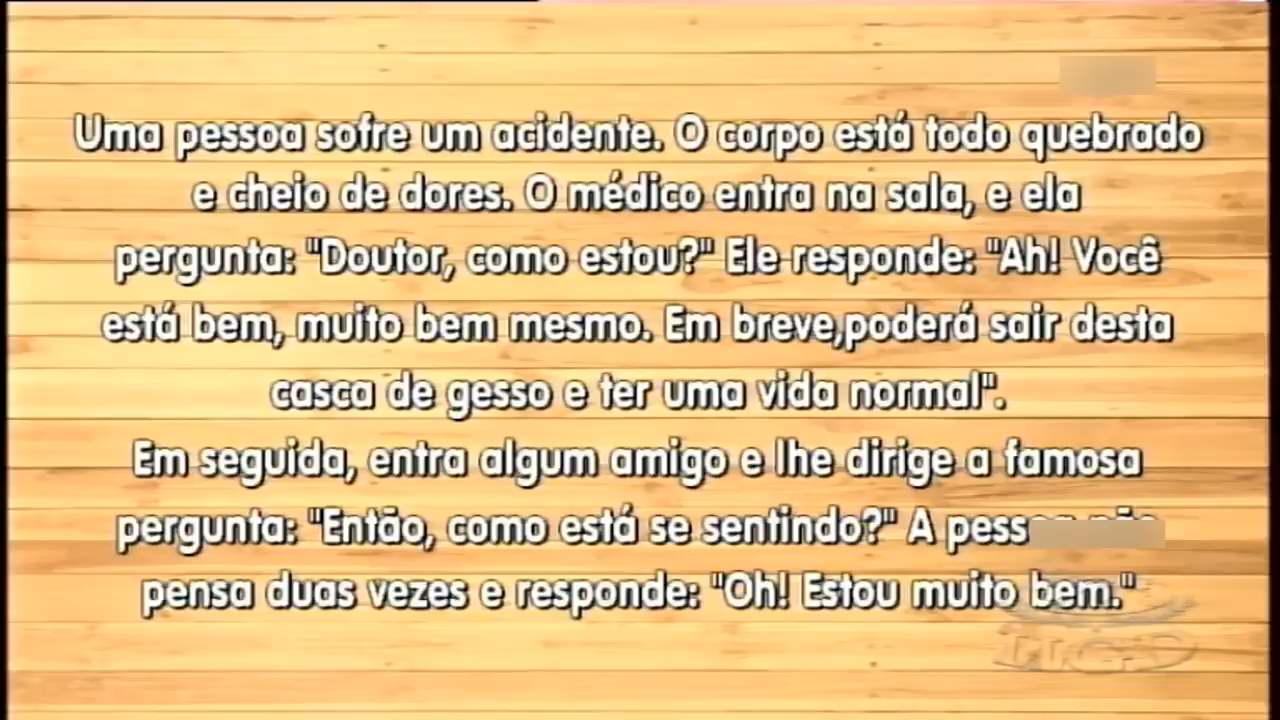 Uma pessoa sofre um acidente. O corpo está todo quebrado
e cheio de dores. O médico entra na sala, e ela
pergunta: "Doutor, como estou?" Ele responde: "Ah! Você
está bem, muito bem mesmo. Em breve,poderá sair desta
casca de gesso e ter uma vida normal".
Em seguida, entra algum amigo e lhe dirige a famosa
pergunta: "Então, como está se sentindo?" A
pensa duas vezes e responde: "Oh! Estou muito bem."